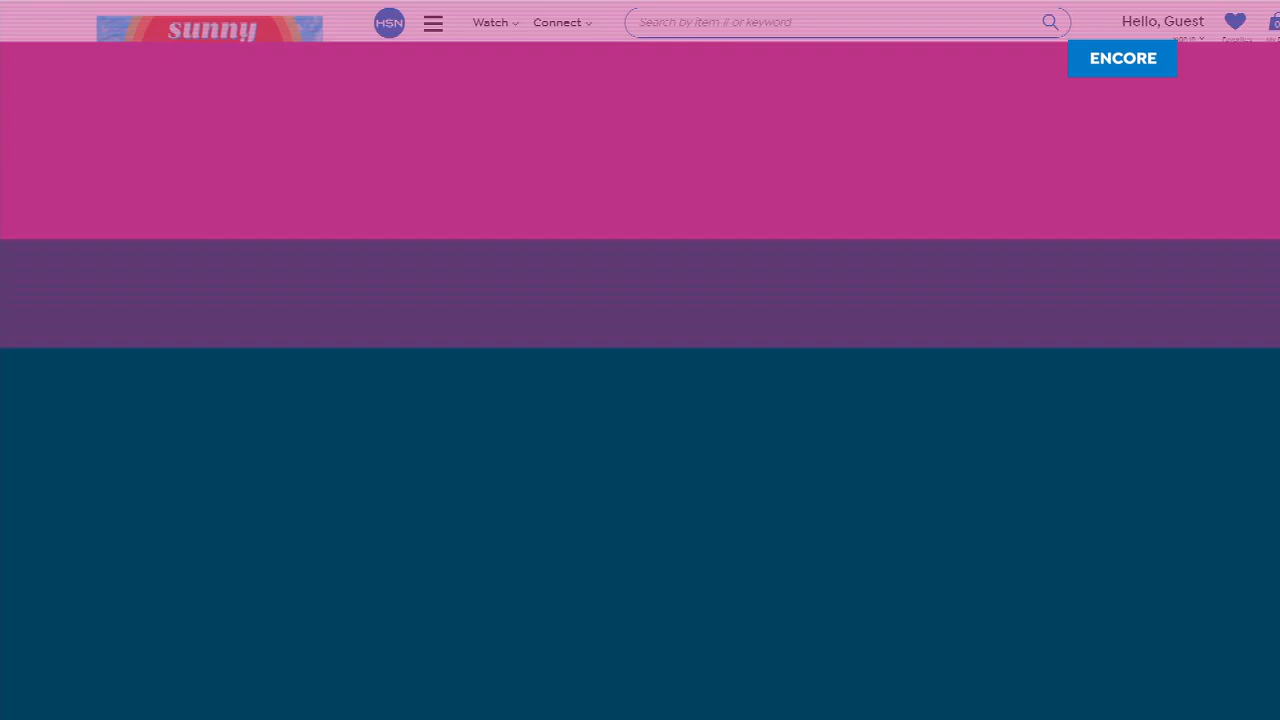 sunny
HSN
Watch
Connect
Search by item # or keyword
Hello, Guest
ENCORE